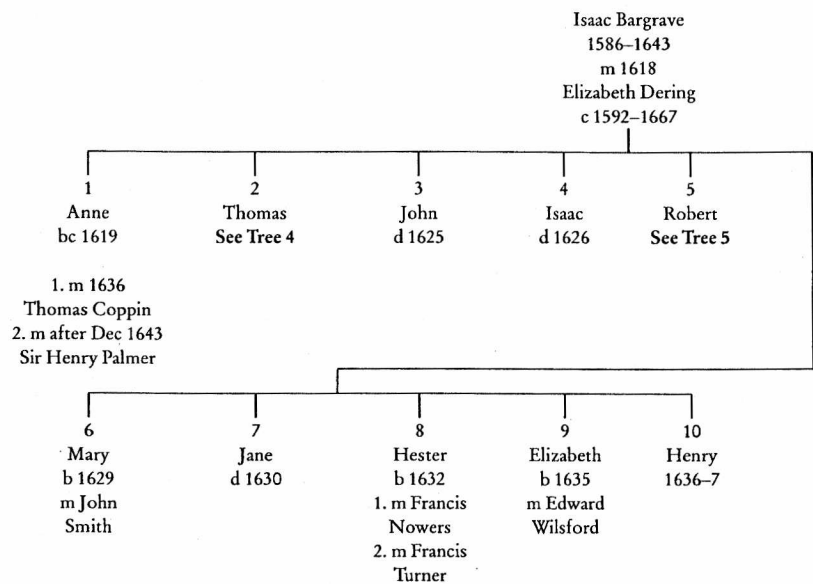 Isaac Bargrave
1586–1643
m 1618
Elizabeth Dering
c 1592–1667
1
Anne
bc 1619
1. m 1636
Thomas Coppin
2. m after Dec 1643
Sir Henry Palmer
2
Thomas
See Tree 4
3
John
d 1625
4
Isaac
d 1626
5
Robert
See Tree 5
6
Mary
b 1629
m John
Smith
7
Jane
d 1630
8
Hester
b 1632
1. m Francis
Nowers
2. m Francis
Turner
9
Elizabeth
b 1635
m Edward
Wilsford
10
Henry
1636–7